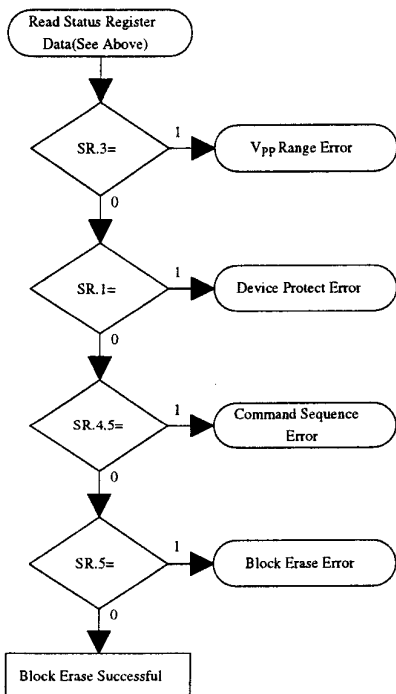 Read Status Register
Data(See Above)
SR.3=
1
VPP Range Error
0
SR.1=
1
Device Protect Error
0
SR.4,5=
1
Command Sequence
Error
0
SR.5=
1
Block Erase Error
0
Block Erase Successful